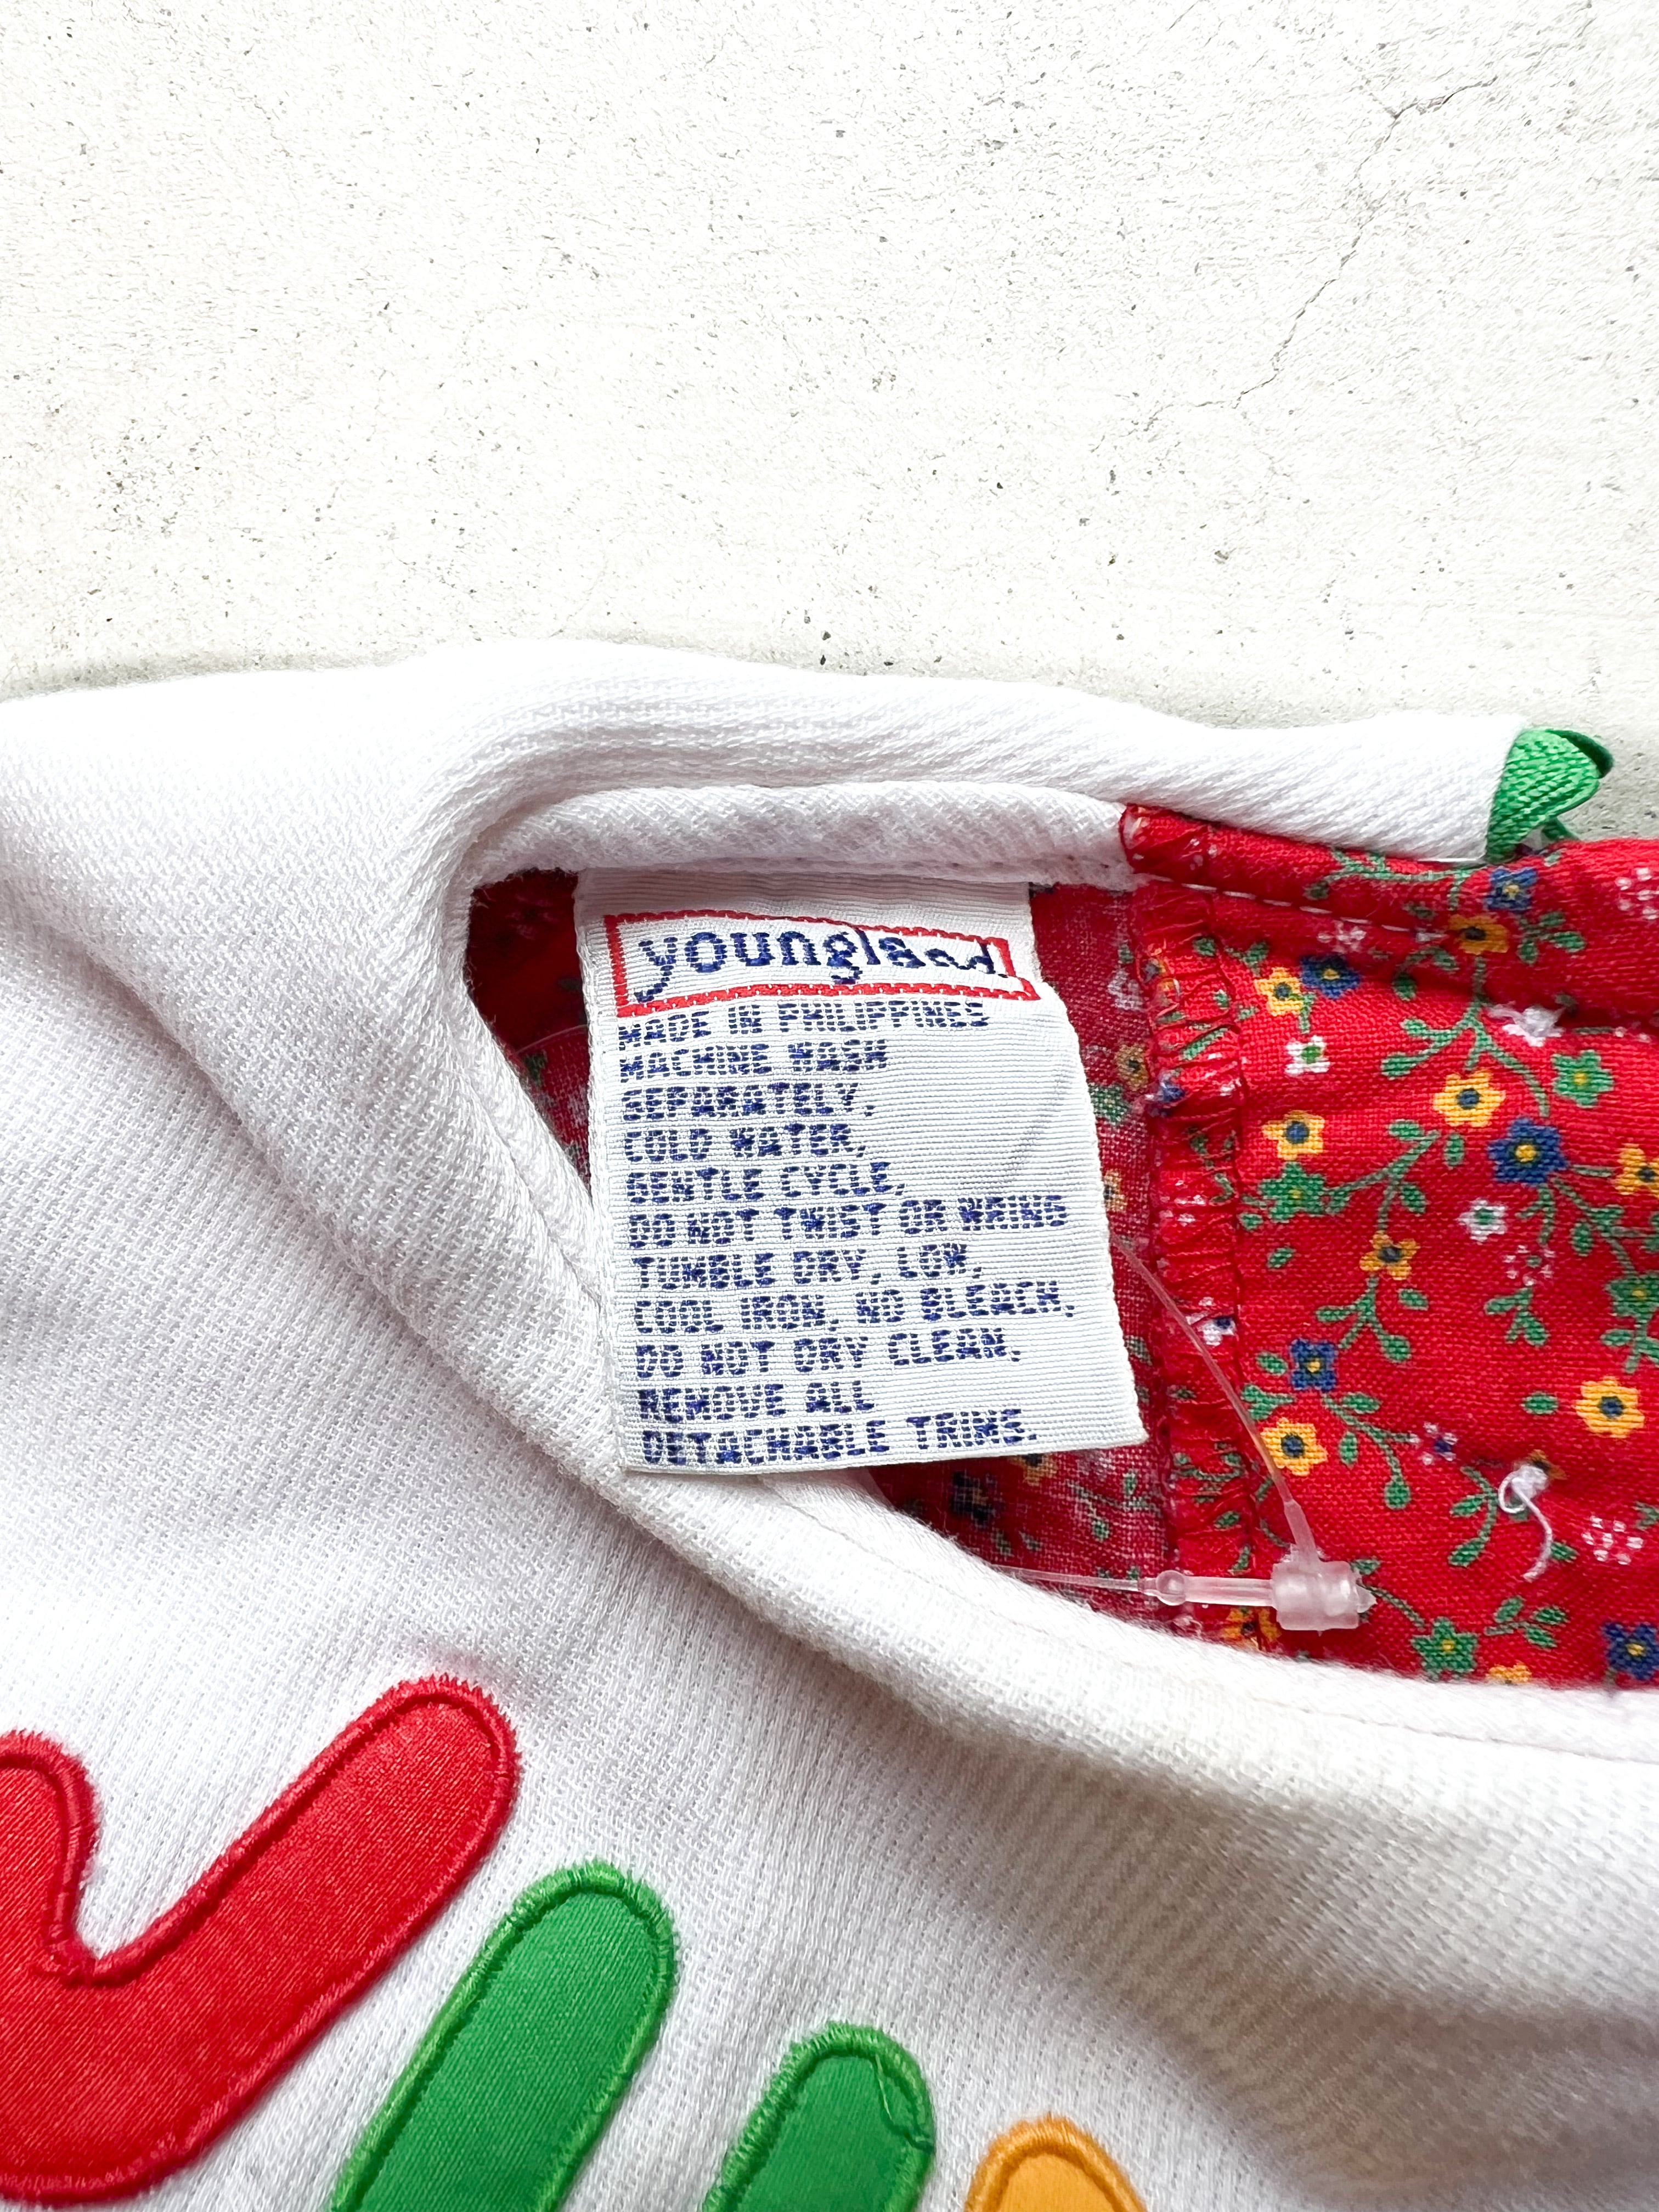 youngland.
MADE IN PHILIPPINES
MACHINE WASH
SEPARATELY,
COLD WATER,
GENTLE CYCLE,
DO NOT TWIST OR WRING
TUMBLE DRY, LOW,
COOL IRON, NO BLEACH,
DO NOT DRY CLEAN.
REMOVE ALL
DETACHABLE TRIMS.